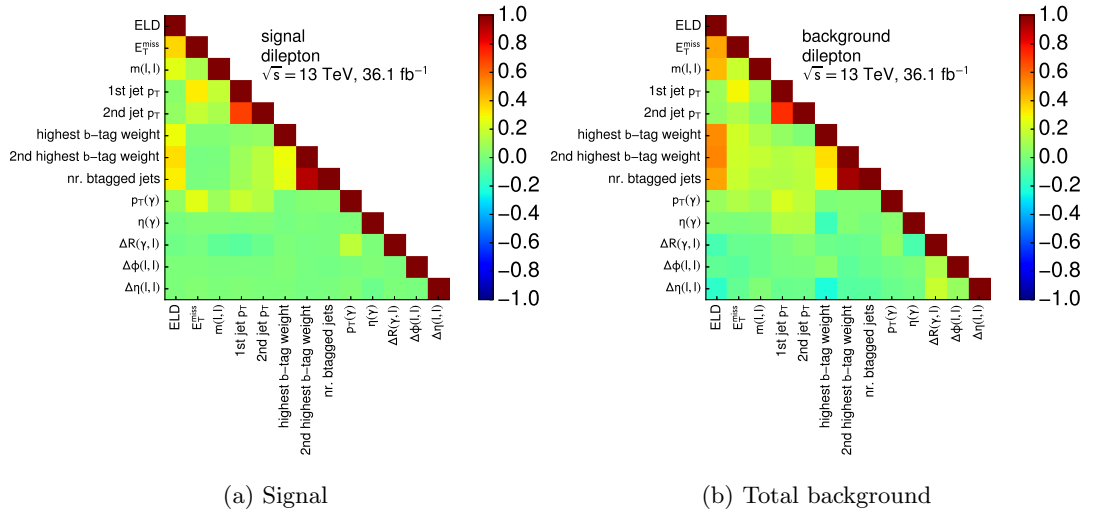 ELD
E_T^miss
m(l, l)
1st jet p_T
2nd jet p_T
highest b−tag weight
2nd highest b−tag weight
nr. btagged jets
p_T(γ)
η(γ)
ΔR(γ, l)
Δϕ(l, l)
Δη(l, l)
signal
dilepton
√s = 13 TeV, 36.1 fb⁻¹
1.0
0.8
0.6
0.4
0.2
0.0
−0.2
−0.4
−0.6
−0.8
−1.0
ELD
E_T^miss
m(l, l)
1st jet p_T
2nd jet p_T
highest b−tag weight
2nd highest b−tag weight
nr. btagged jets
p_T(γ)
η(γ)
ΔR(γ, l)
Δϕ(l, l)
Δη(l, l)
(a) Signal
ELD
E_T^miss
m(l, l)
1st jet p_T
2nd jet p_T
highest b−tag weight
2nd highest b−tag weight
nr. btagged jets
p_T(γ)
η(γ)
ΔR(γ, l)
Δϕ(l, l)
Δη(l, l)
background
dilepton
√s = 13 TeV, 36.1 fb⁻¹
1.0
0.8
0.6
0.4
0.2
0.0
−0.2
−0.4
−0.6
−0.8
−1.0
ELD
E_T^miss
m(l, l)
1st jet p_T
2nd jet p_T
highest b−tag weight
2nd highest b−tag weight
nr. btagged jets
p_T(γ)
η(γ)
ΔR(γ, l)
Δϕ(l, l)
Δη(l, l)
(b) Total background